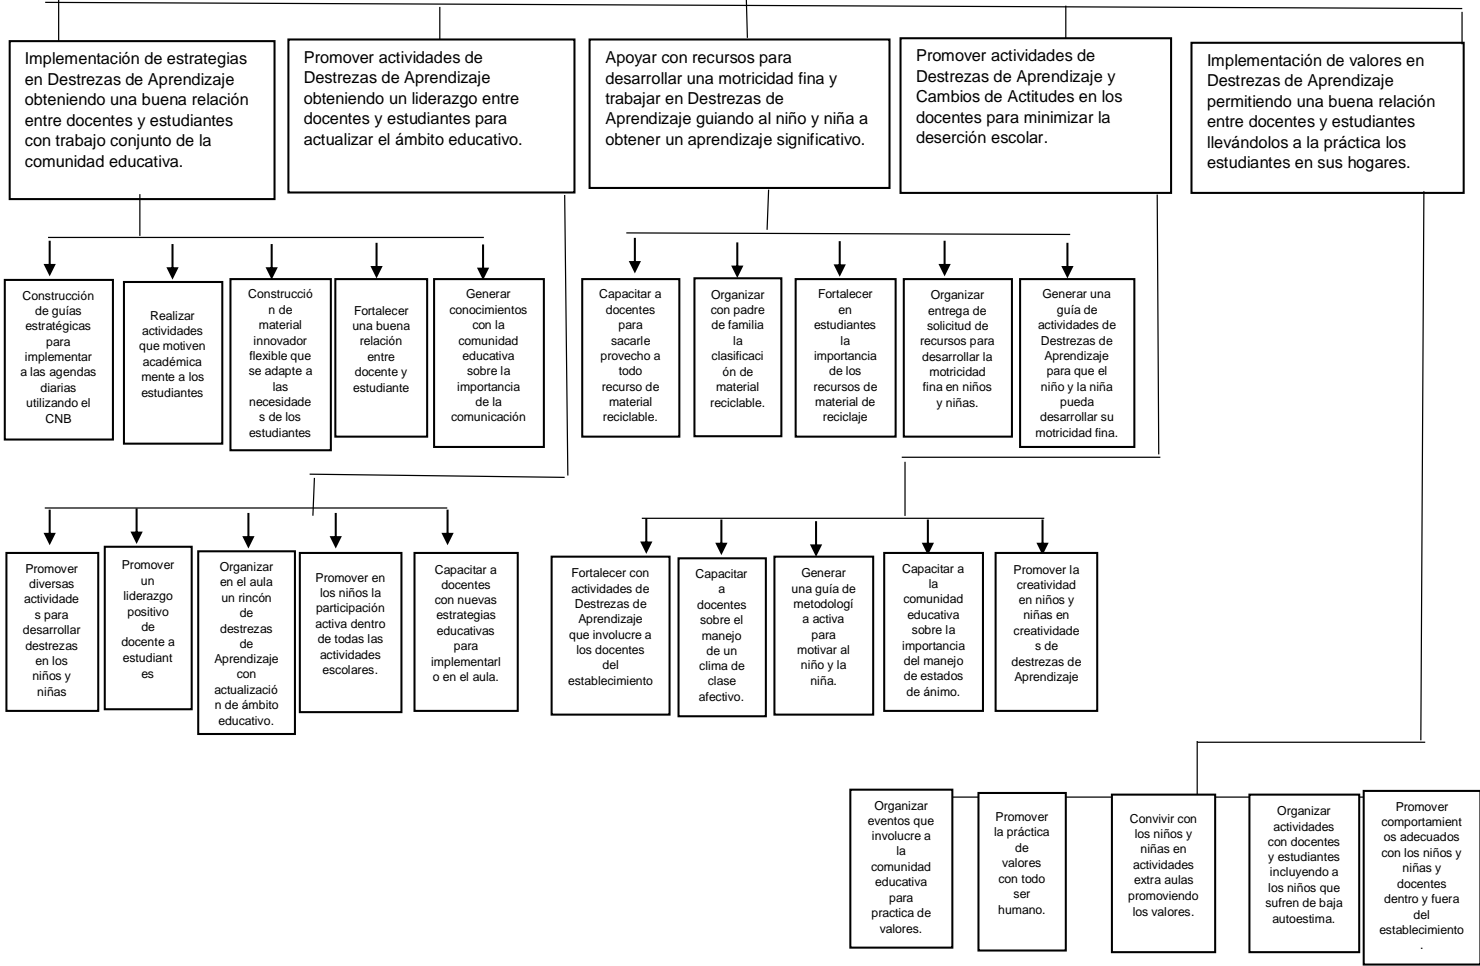 Implementación de estrategias
en Destrezas de Aprendizaje
obteniendo una buena relación
entre docentes y estudiantes
con trabajo conjunto de la
comunidad educativa.
Promover actividades de
Destrezas de Aprendizaje
obteniendo un liderazgo entre
docentes y estudiantes para
actualizar el ámbito educativo.
Apoyar con recursos para
desarrollar una motricidad fina y
trabajar en Destrezas de
Aprendizaje guiando al niño y niña a
obtener un aprendizaje significativo.
Promover actividades de
Destrezas de Aprendizaje y
Cambios de Actitudes en los
docentes para minimizar la
deserción escolar.
Implementación de valores en
Destrezas de Aprendizaje
permitiendo una buena relación
entre docentes y estudiantes
llevándolos a la práctica los
estudiantes en sus hogares.
Construcción
de guías
estratégicas
para
implementar
a las agendas
diarias
utilizando el
CNB
Realizar
actividades
que motiven
académica
mente a los
estudiantes
Construcció
n de
material
innovador
flexible que
se adapte a
las
necesidade
s de los
estudiantes
Fortalecer
una buena
relación
entre
docente y
estudiante
Generar
conocimientos
con la
comunidad
educativa
sobre la
importancia
de la
comunicación
Capacitar a
docentes
para
sacarle
provecho a
todo
recurso de
material
reciclable.
Organizar
con padre
de familia
la
clasificaci
ón de
material
reciclable.
Fortalecer
en
estudiantes
la
importancia
de los
recursos de
material de
reciclaje
Organizar
entrega de
solicitud de
recursos para
desarrollar la
motricidad
fina en niños
y niñas.
Generar una
guía de
actividades de
Destrezas de
Aprendizaje
para que el
niño y la niña
pueda
desarrollar su
motricidad fina.
Promover
diversas
actividade
s para
desarrollar
destrezas
en los
niños y
niñas
Promover
un
liderazgo
positivo
de
docente a
estudiant
es
Organizar
en el aula
un rincón
de
destrezas
de
Aprendizaje
con
actualizació
n de ámbito
educativo.
Promover en
los niños la
participación
activa dentro
de todas las
actividades
escolares.
Capacitar a
docentes
con nuevas
estrategias
educativas
para
implementarl
o en el aula.
Fortalecer con
actividades de
Destrezas de
Aprendizaje
que involucre a
los docentes
del
establecimiento
Capacitar
a
docentes
sobre el
manejo
de un
clima de
clase
afectivo.
Generar
una guía de
metodologí
a activa
para
motivar al
niño y la
niña.
Capacitar a
la
comunidad
educativa
sobre la
importancia
del manejo
de estados
de ánimo.
Promover la
creatividad
en niños y
niñas en
creatividade
s de
destrezas de
Aprendizaje
Organizar
eventos que
involucre a
la
comunidad
educativa
para
practica de
valores.
Promover
la práctica
de
valores
con todo
ser
humano.
Convivir con
los niños y
niñas en
actividades
extra aulas
promoviendo
los valores.
Organizar
actividades
con docentes
y estudiantes
incluyendo a
los niños que
sufren de baja
autoestima.
Promover
comportamient
os adecuados
con los niños y
niñas y
docentes
dentro y fuera
del
establecimiento
.